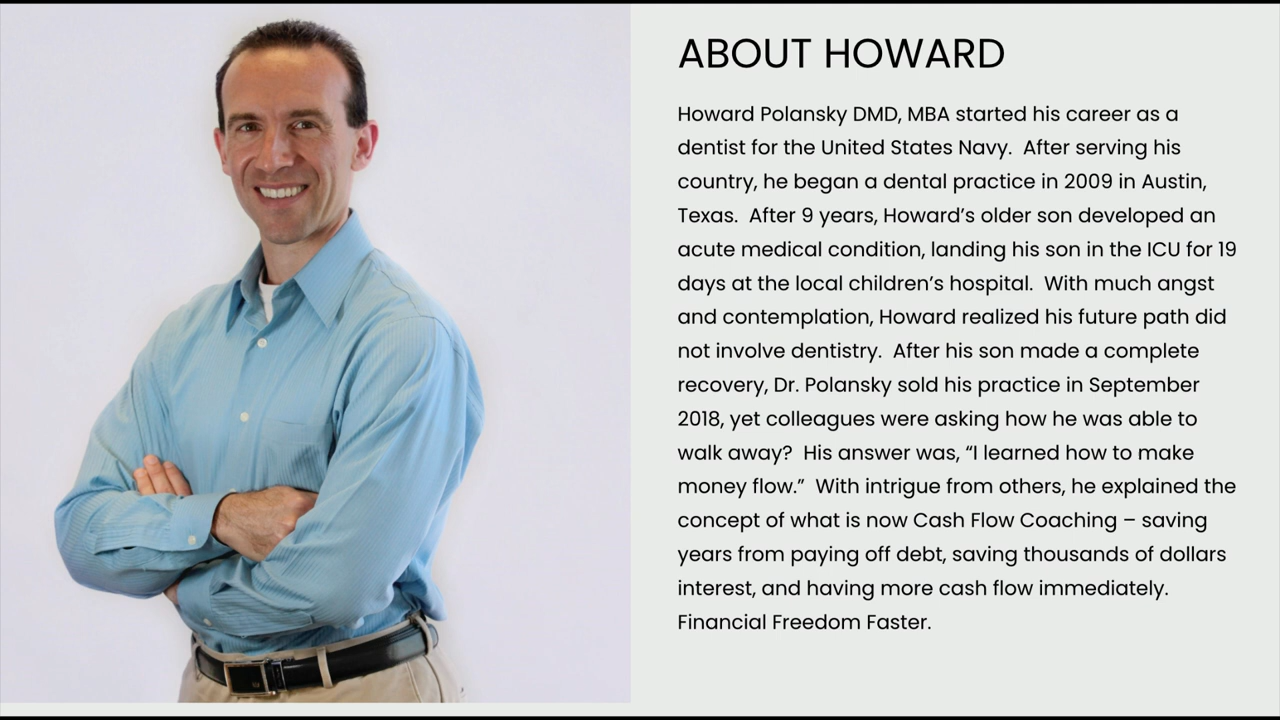 ABOUT HOWARD
Howard Polansky DMD, MBA started his career as a
dentist for the United States Navy.  After serving his
country, he began a dental practice in 2009 in Austin,
Texas.  After 9 years, Howard’s older son developed an
acute medical condition, landing his son in the ICU for 19
days at the local children’s hospital.  With much angst
and contemplation, Howard realized his future path did
not involve dentistry.  After his son made a complete
recovery, Dr. Polansky sold his practice in September
2018, yet colleagues were asking how he was able to
walk away?  His answer was, “I learned how to make
money flow.”  With intrigue from others, he explained the
concept of what is now Cash Flow Coaching – saving
years from paying off debt, saving thousands of dollars
interest, and having more cash flow immediately.
Financial Freedom Faster.